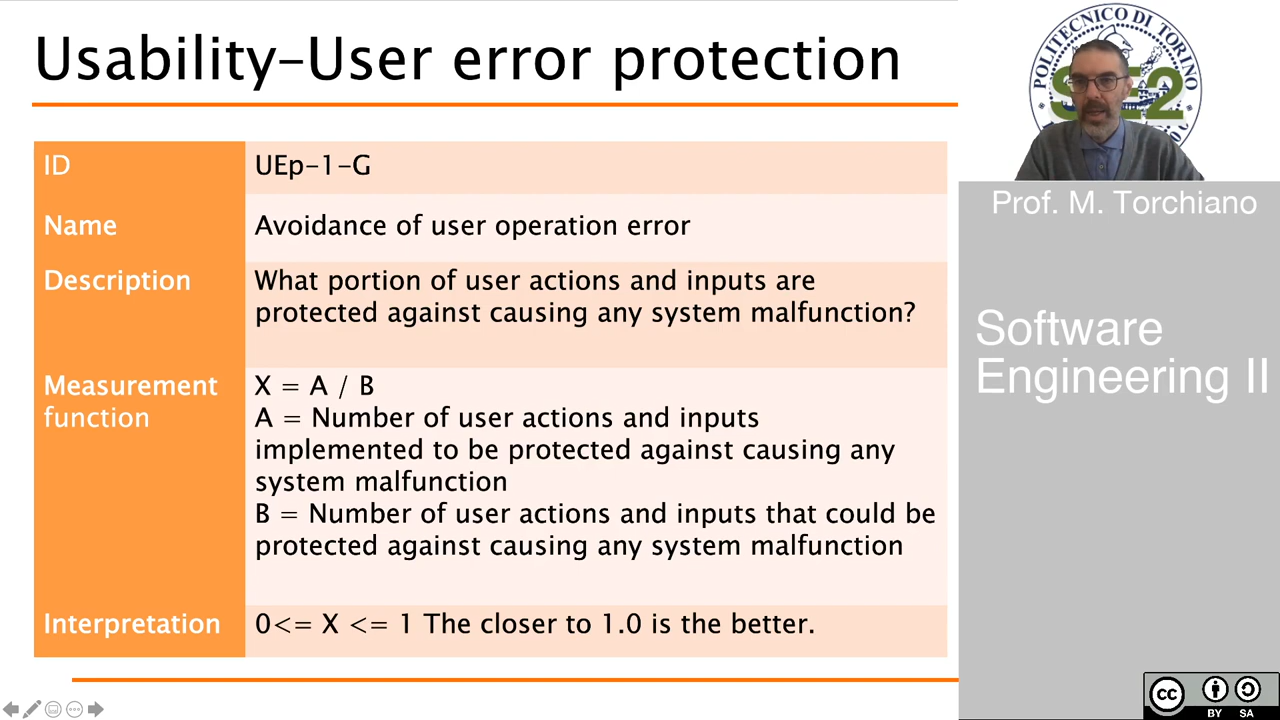 Usability–User error protection
ID
UEp-1-G
Name
Avoidance of user operation error
Description
What portion of user actions and inputs are
protected against causing any system malfunction?
Measurement
function
X = A / B
A = Number of user actions and inputs
implemented to be protected against causing any
system malfunction
B = Number of user actions and inputs that could be
protected against causing any system malfunction
Interpretation
0<= X <= 1 The closer to 1.0 is the better.
POLITECNICO DI TORINO
SE2
Prof. M. Torchiano
Software
Engineering II
cc
BY SA